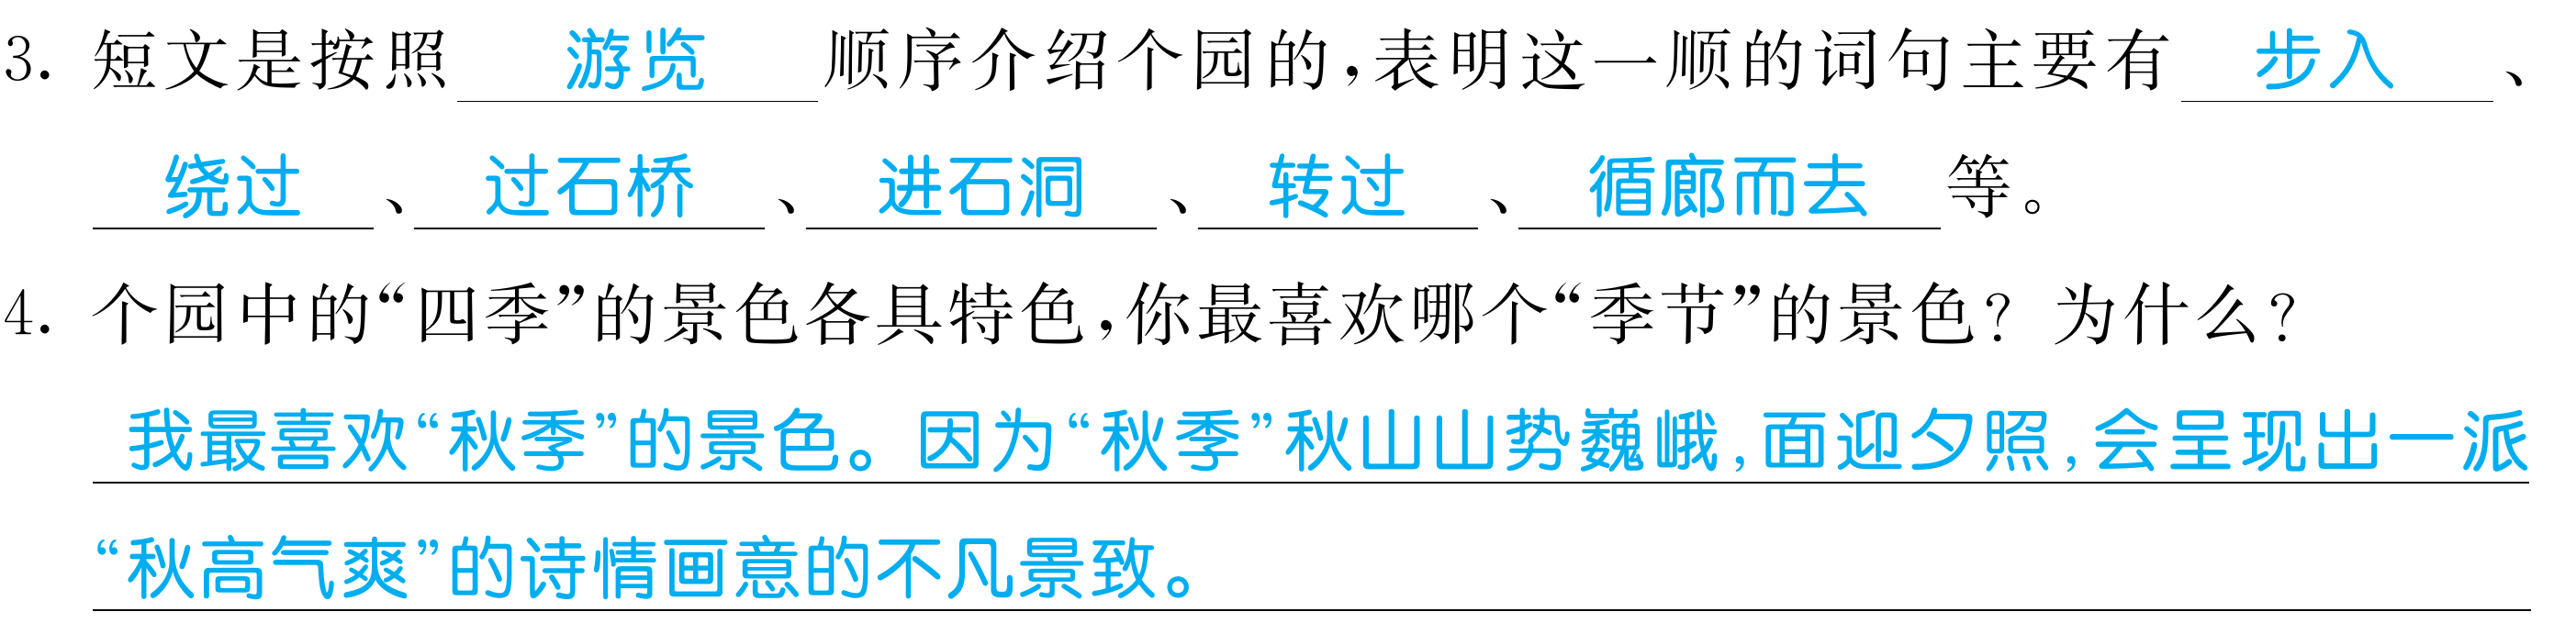 3. 短文是按照 游览 顺序介绍个园的,表明这一顺的词句主要有 步入 、
绕过 、 过石桥 、 进石洞 、 转过 、 循廊而去 等。
4. 个园中的“四季”的景色各具特色,你最喜欢哪个“季节”的景色? 为什么?
我最喜欢“秋季”的景色。因为“秋季”秋山山势巍峨,面迎夕照,会呈现出一派
“秋高气爽”的诗情画意的不凡景致。